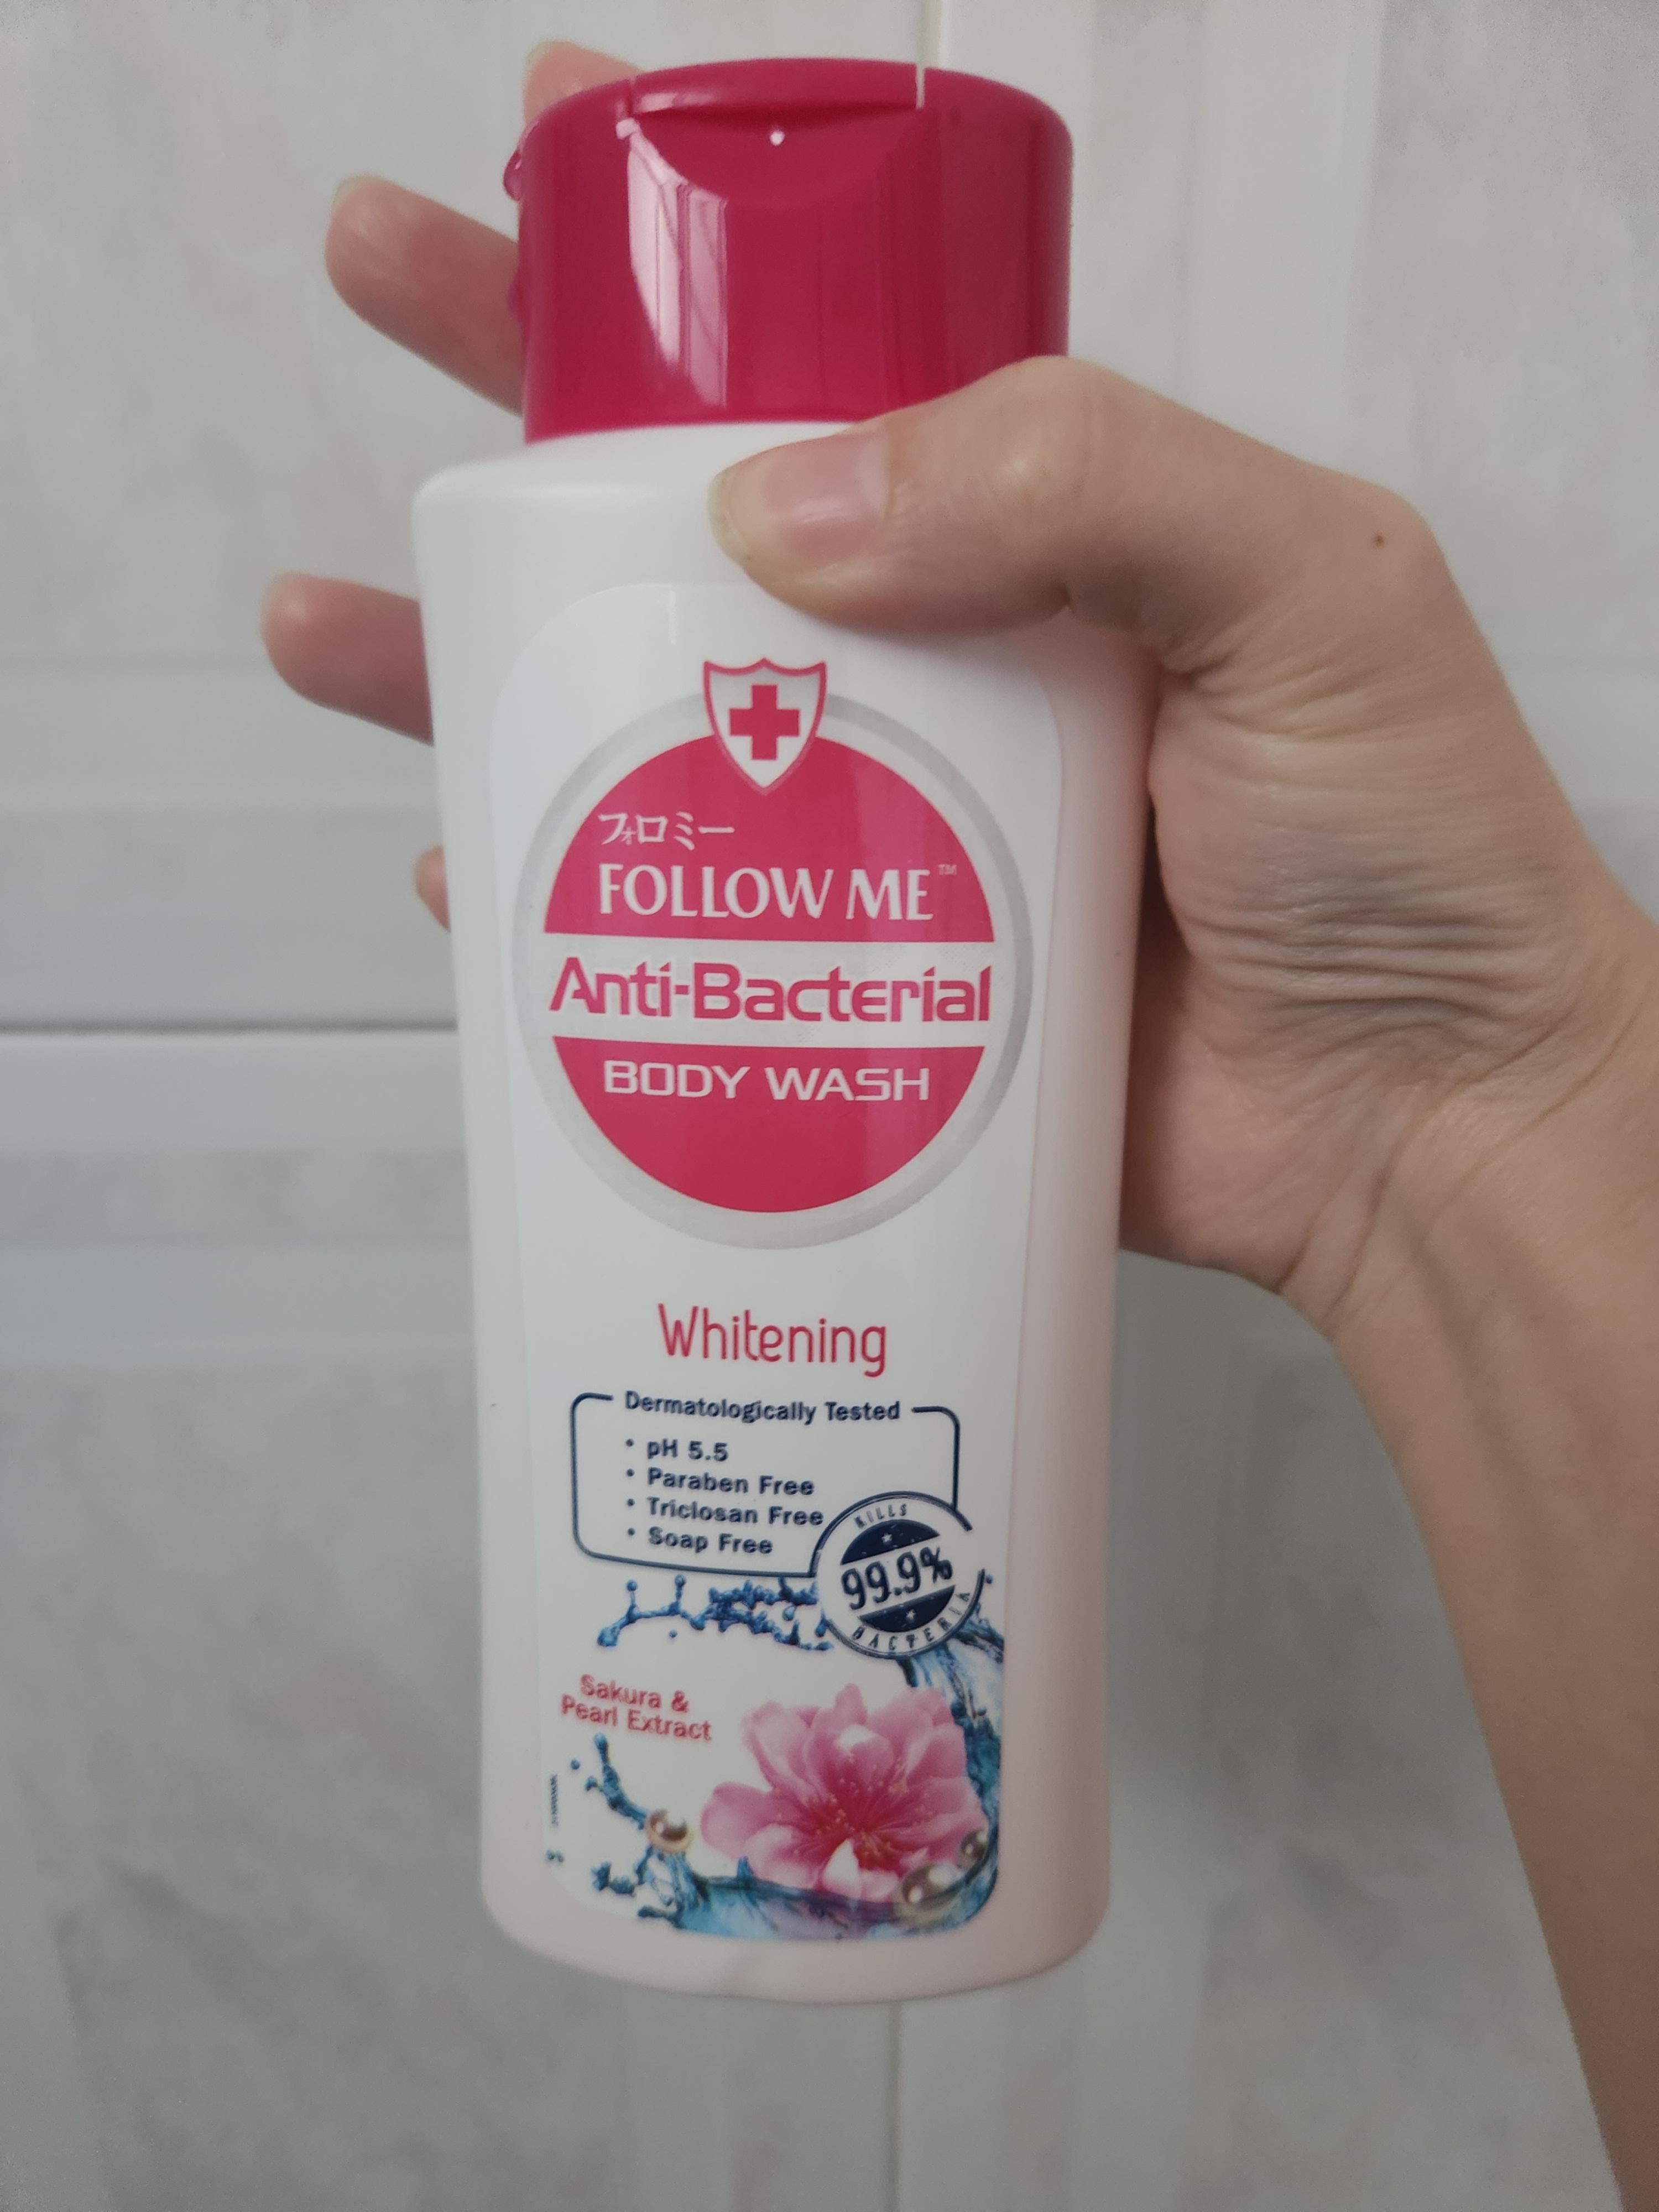 フォロミー
FOLLOW ME™
Anti-Bacterial
BODY WASH
Whitening
Dermatologically Tested
• pH 5.5
• Paraben Free
• Triclosan Free
• Soap Free
KILLS
99.9%
BACTERIA
Sakura &
Pearl Extract